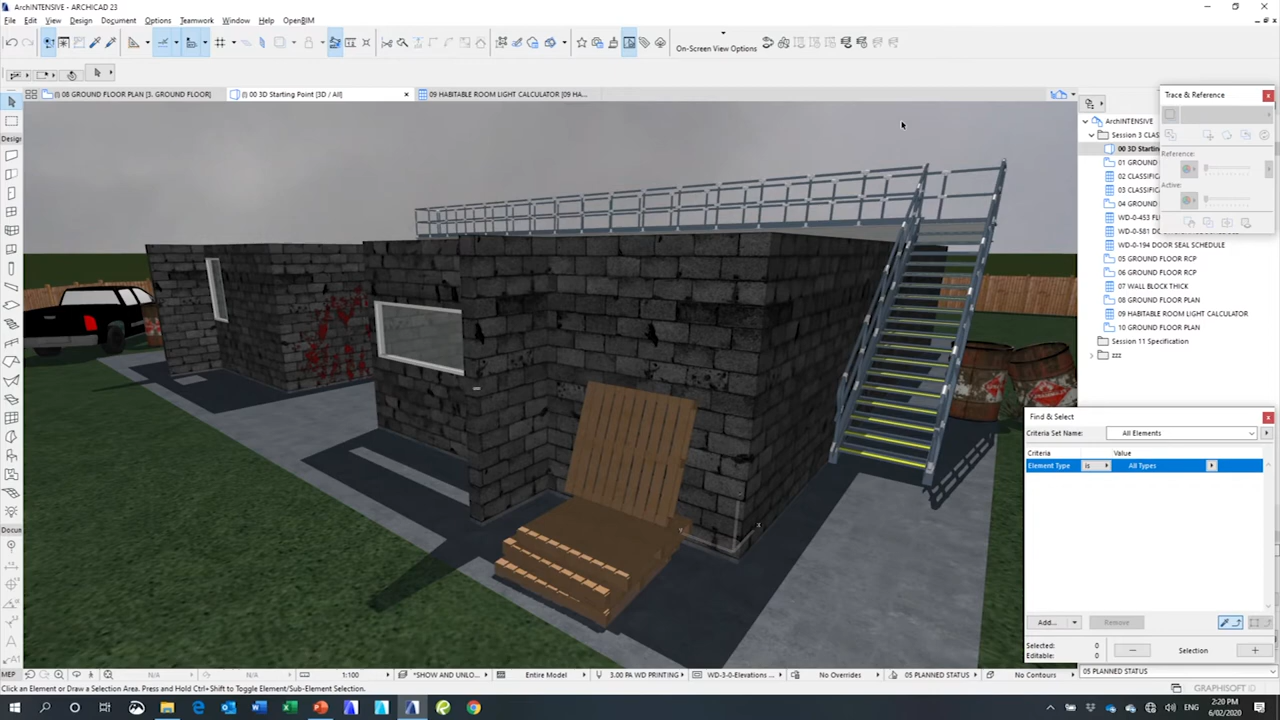 ArchINTENSIVE - ARCHICAD 23
File Edit View Design Document Options Teamwork Window Help OpenBIM
On-Screen View Options
(!) 08 GROUND FLOOR PLAN [3. GROUND FLOOR]
(!) 00 3D Starting Point [3D / All]
09 HABITABLE ROOM LIGHT CALCULATOR [09 HA...
Trace & Reference
Reference:
Active:
ArchINTENSIVE
Session 3 CLAS
00 3D Startin
01 GROUND
02 CLASSIFICA
03 CLASSIFIC
04 GROUND
WD-0-453 FL
WD-0-581 DO
WD-0-194 DOOR SEAL SCHEDULE
05 GROUND FLOOR RCP
06 GROUND FLOOR RCP
07 WALL BLOCK THICK
08 GROUND FLOOR PLAN
09 HABITABLE ROOM LIGHT CALCULATOR
10 GROUND FLOOR PLAN
Session 11 Specification
zzz
Design
Docun
MEP
Find & Select
Criteria Set Name: All Elements
Criteria Value
Element Type is All Types
Add... Remove
Selected: 0
Editable: 0
Selection
N/A N/A 1:100 *SHOW AND UNLO... Entire Model 3.00 PA WD PRINTING WD-3-0-Elevations ... No Overrides 05 PLANNED STATUS No Contours
05 PLANNED STATUS
Click an Element or Draw a Selection Area. Press and Hold Ctrl+Shift to Toggle Element/Sub-Element Selection.
GRAPHISOFT
ENG
2:20 PM
6/02/2020